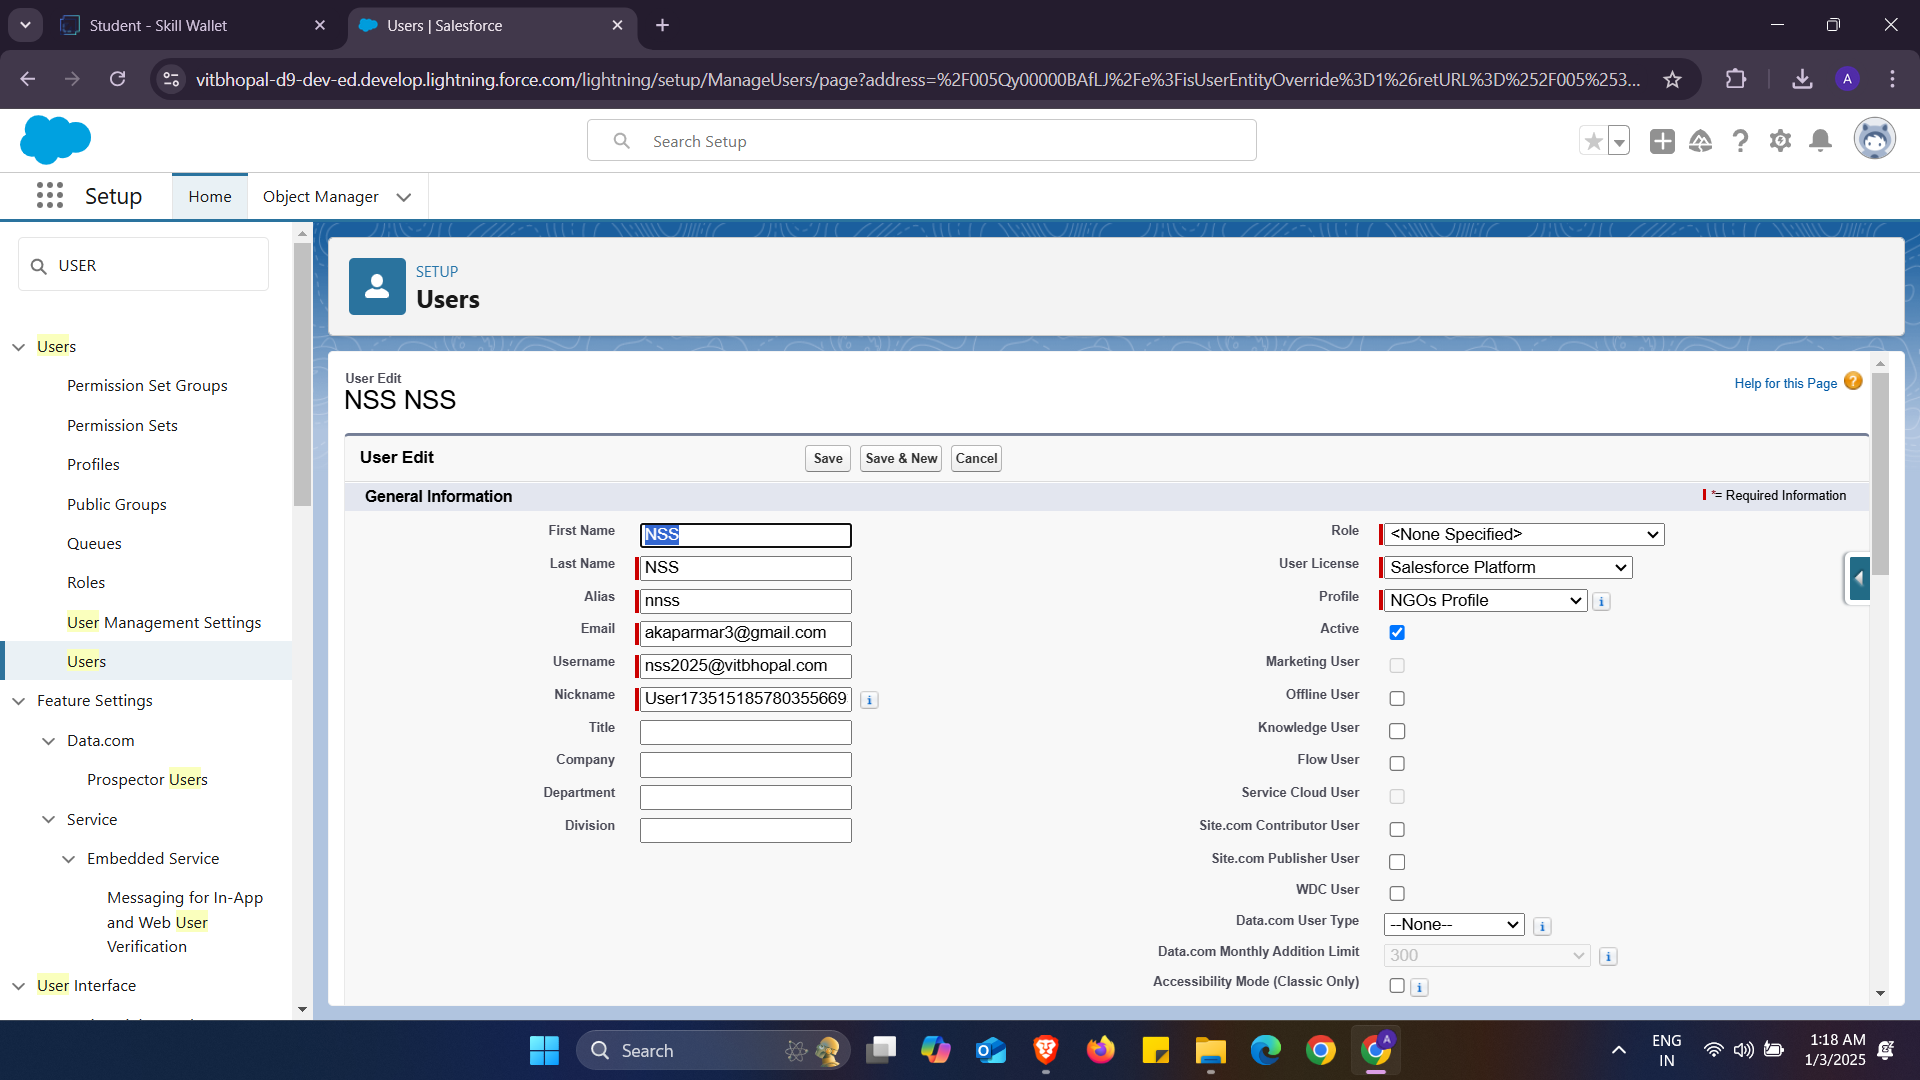 Student - Skill Wallet
Users | Salesforce
vitbhopal-d9-dev-ed.develop.lightning.force.com/lightning/setup/ManageUsers/page?address=%2F005Qy00000BAfLJ%2Fe%3FisUserEntityOverride%3D1%26retURL%3D%252F005%253...
A
Search Setup
Setup
Home
Object Manager
USER
Users
Permission Set Groups
Permission Sets
Profiles
Public Groups
Queues
Roles
User Management Settings
Users
Feature Settings
Data.com
Prospector Users
Service
Embedded Service
Messaging for In-App
and Web User
Verification
User Interface
SETUP
Users
User Edit
NSS NSS
Help for this Page
User Edit
Save
Save & New
Cancel
General Information
*= Required Information
First Name NSS
Last Name NSS
Alias nnss
Email akaparmar3@gmail.com
Username nss2025@vitbhopal.com
Nickname User173515185780355669
Title
Company
Department
Division
Role <None Specified>
User License Salesforce Platform
Profile NGOs Profile
Active
Marketing User
Offline User
Knowledge User
Flow User
Service Cloud User
Site.com Contributor User
Site.com Publisher User
WDC User
Data.com User Type --None--
Data.com Monthly Addition Limit 300
Accessibility Mode (Classic Only)
Search
A
ENG
IN
1:18 AM
1/3/2025